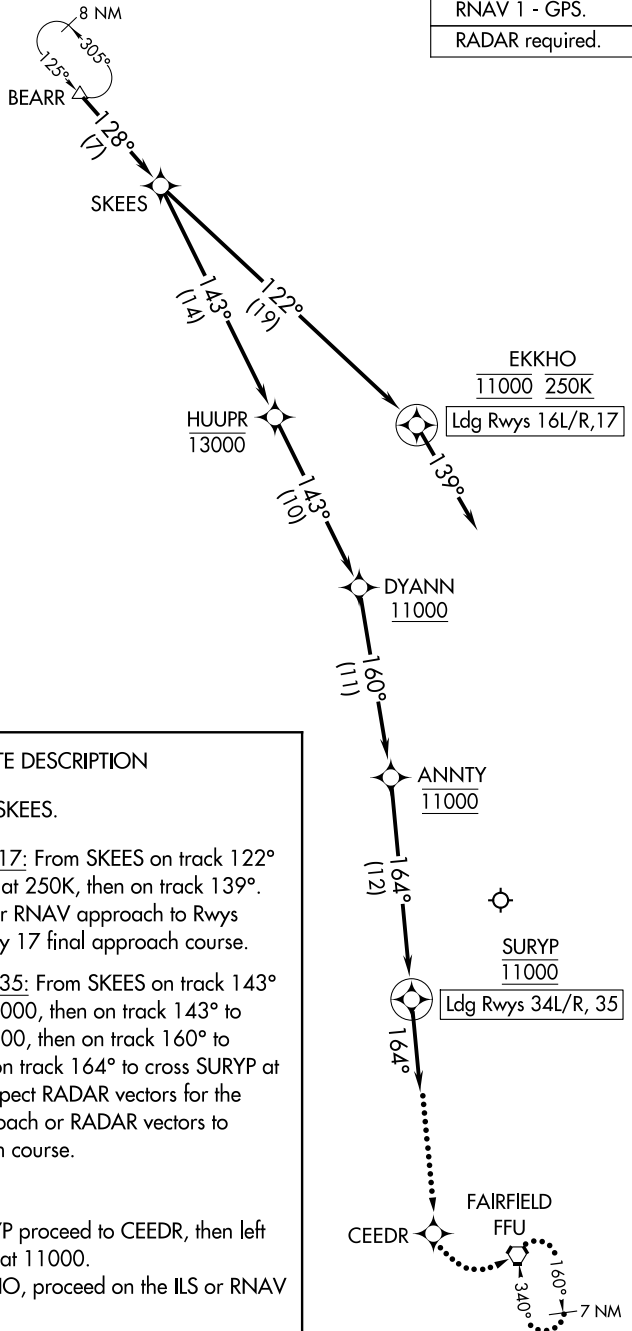 RNAV 1 - GPS.
RADAR required.
8 NM
305°
125°
BEARR
128°
(7)
SKEES
143°
(14)
122°
(19)
EKKHO
11000 250K
Ldg Rwys 16L/R,17
139°
HUUPR
13000
143°
(10)
DYANN
11000
160°
(11)
ANNTY
11000
164°
(12)
SURYP
11000
Ldg Rwys 34L/R, 35
164°
CEEDR
FAIRFIELD
FFU
160°
340°
7 NM
TE DESCRIPTION
SKEES.
17: From SKEES on track 122°
at 250K, then on track 139°.
or RNAV approach to Rwys
y 17 final approach course.
35: From SKEES on track 143°
000, then on track 143° to
00, then on track 160° to
on track 164° to cross SURYP at
pect RADAR vectors for the
oach or RADAR vectors to
h course.
YP proceed to CEEDR, then left
at 11000.
HO, proceed on the ILS or RNAV